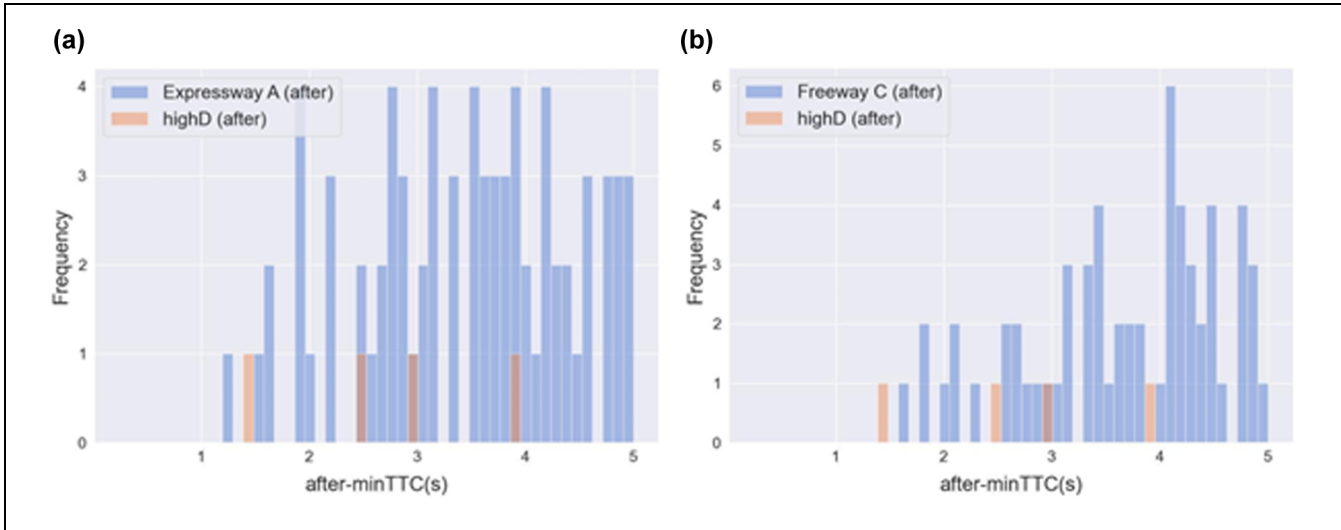 (a)
Expressway A (after)
highD (after)
4
3
2
1
0
Frequency
1 2 3 4 5
after-minTTC(s)
(b)
Freeway C (after)
highD (after)
6
5
4
3
2
1
0
Frequency
1 2 3 4 5
after-minTTC(s)